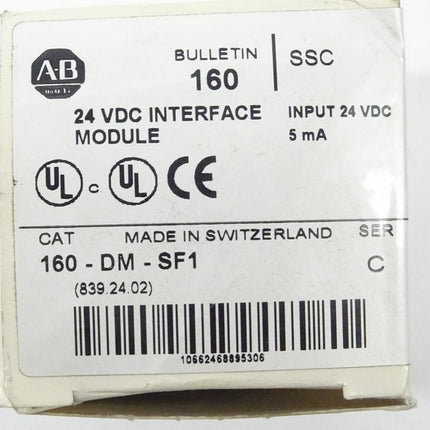 A-B
BULLETIN
160
SSC
24 VDC INTERFACE
MODULE
INPUT 24 VDC
5 mA
UL
c UL CE
CAT MADE IN SWITZERLAND SER
160 - DM - SF1 C
(839.24.02)
10662468895306